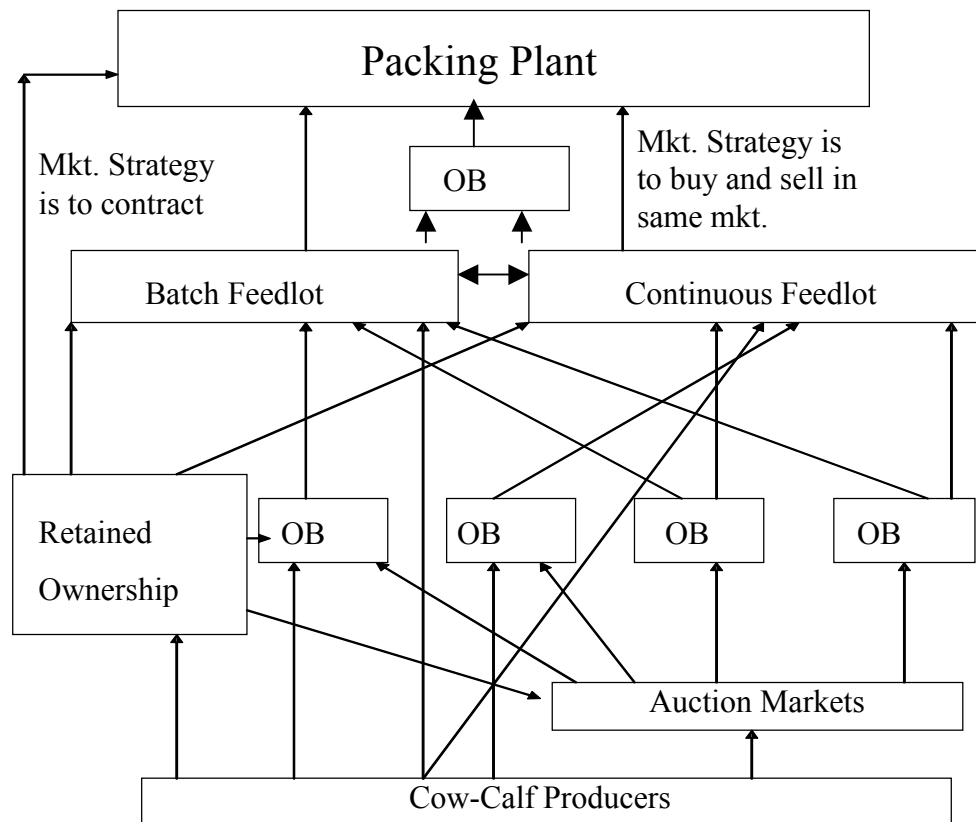 Packing Plant
Mkt. Strategy
is to contract
OB
Mkt. Strategy is
to buy and sell in
same mkt.
Batch Feedlot
Continuous Feedlot
Retained
Ownership
OB
OB
OB
OB
Auction Markets
Cow-Calf Producers